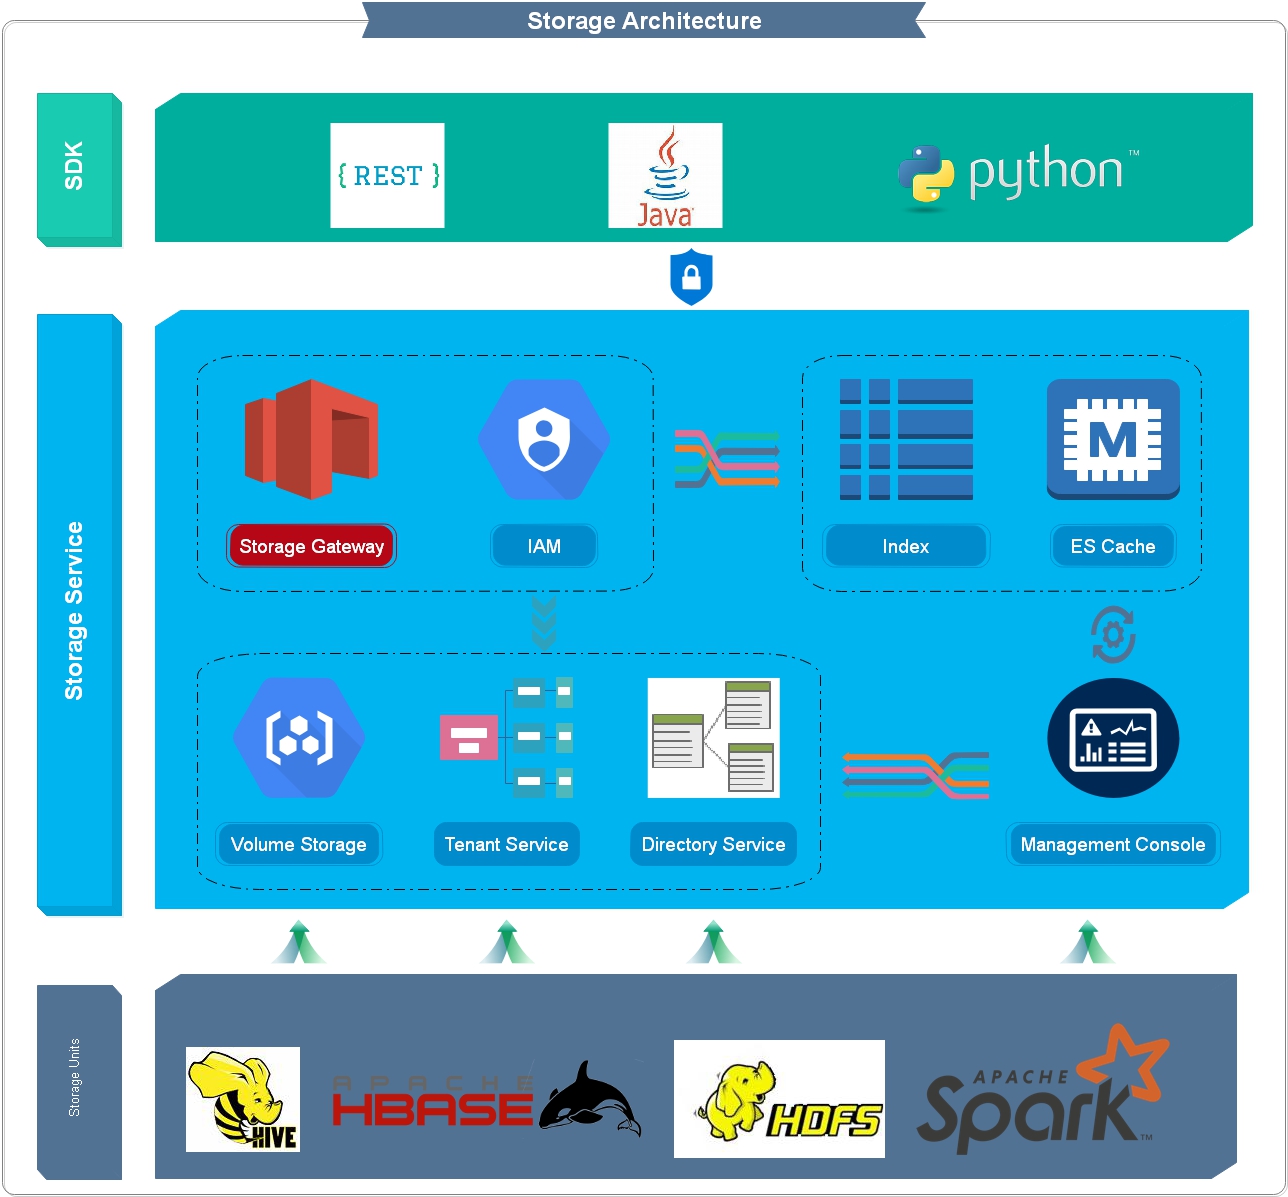 Storage Architecture
SDK
{ REST }
Java
python™
Storage Service
Storage Gateway
IAM
Index
M
ES Cache
Volume Storage
Tenant Service
Directory Service
Management Console
Storage Units
HIVE
APACHE
HBASE
HDFS
APACHE
Spark™